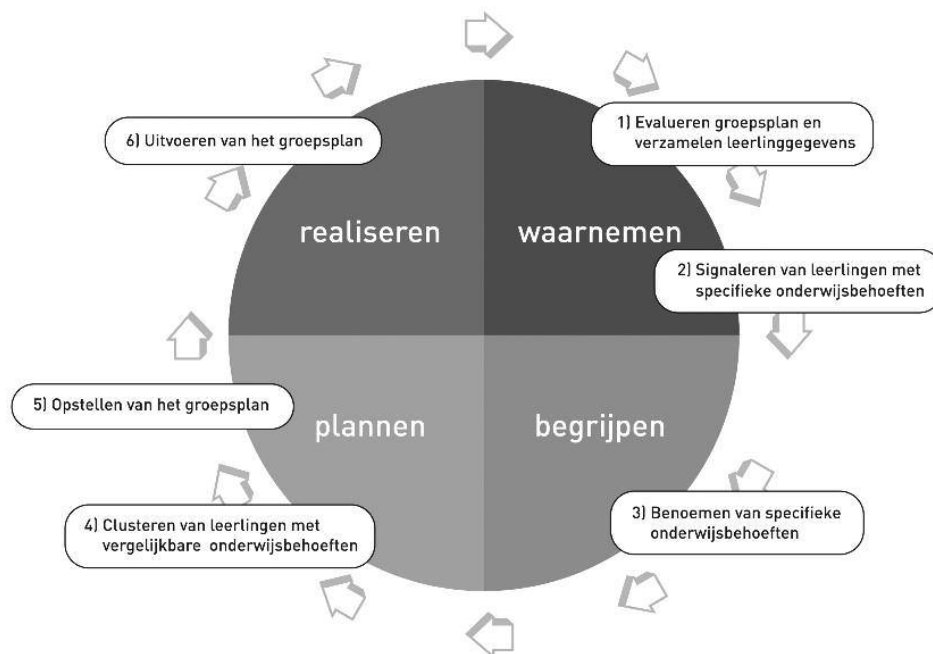 6) Uitvoeren van het groepsplan
1) Evalueren groepsplan en
verzamelen leerlinggegevens
realiseren
waarnemen
2) Signaleren van leerlingen met
specifieke onderwijsbehoeften
5) Opstellen van het groepsplan
plannen
begrijpen
4) Clusteren van leerlingen met
vergelijkbare onderwijsbehoeften
3) Benoemen van specifieke
onderwijsbehoeften